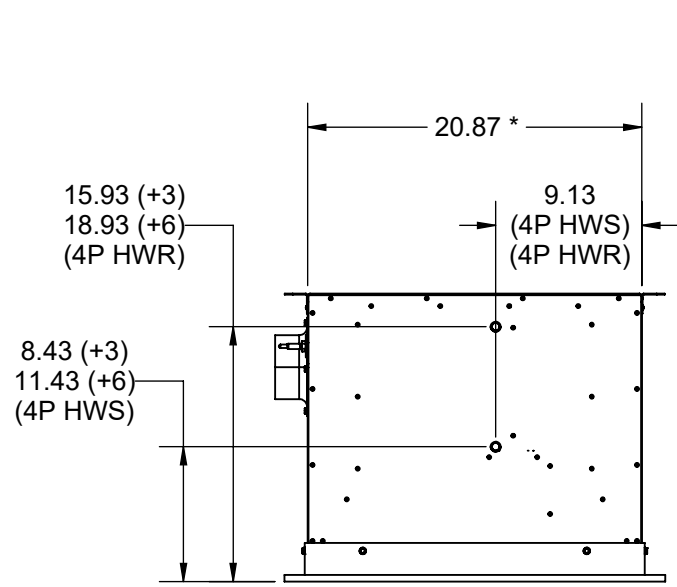 20.87 *
15.93 (+3)
18.93 (+6)
(4P HWR)
9.13
(4P HWS)
(4P HWR)
8.43 (+3)
11.43 (+6)
(4P HWS)